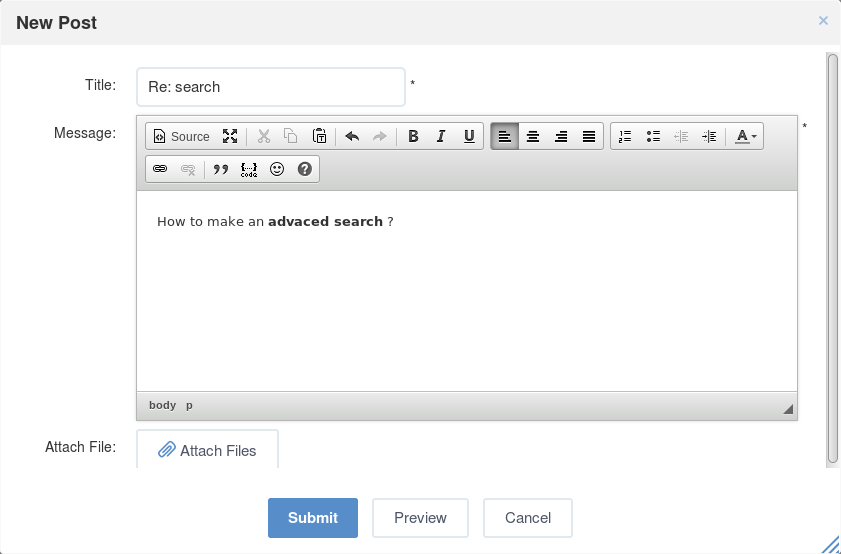 New Post ×
Title: Re: search *
Message: *
Source B I U A
{...} code ?
How to make an advaced search ?
body p
Attach File: Attach Files
Submit Preview Cancel